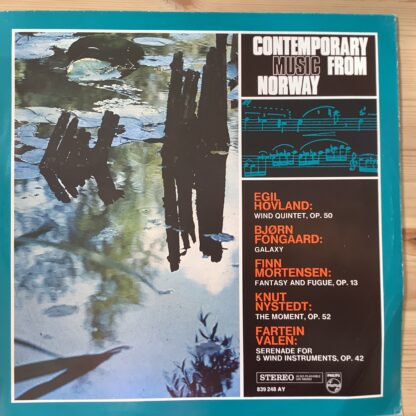 CONTEMPORARY
MUSIC FROM
NORWAY
EGIL
HOVLAND:
WIND QUINTET, OP. 50
BJØRN
FONGAARD:
GALAXY
FINN
MORTENSEN:
FANTASY AND FUGUE, OP. 13
KNUT
NYSTEDT:
THE MOMENT, OP. 52
FARTEIN
VALEN:
SERENADE FOR
5 WIND INSTRUMENTS, OP. 42
STEREO
PHILIPS
839 248 AY